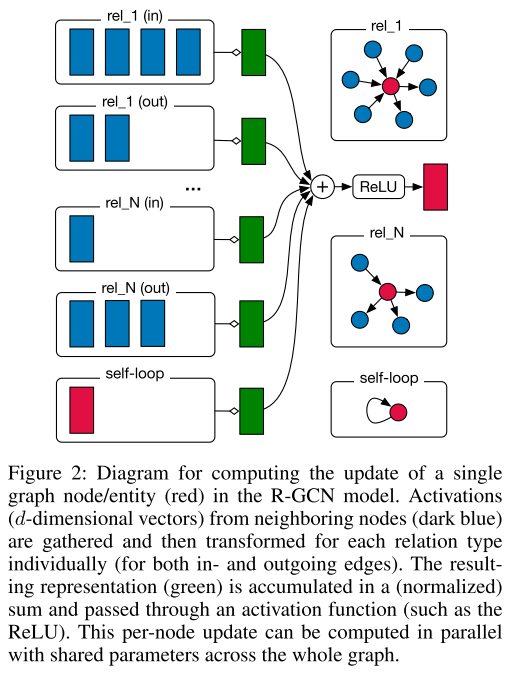 rel_1 (in)
rel_1 (out)
...
rel_N (in)
rel_N (out)
self-loop
+
ReLU
rel_1
rel_N
self-loop
Figure 2: Diagram for computing the update of a single
graph node/entity (red) in the R-GCN model. Activations
(d-dimensional vectors) from neighboring nodes (dark blue)
are gathered and then transformed for each relation type
individually (for both in- and outgoing edges). The result-
ing representation (green) is accumulated in a (normalized)
sum and passed through an activation function (such as the
ReLU). This per-node update can be computed in parallel
with shared parameters across the whole graph.